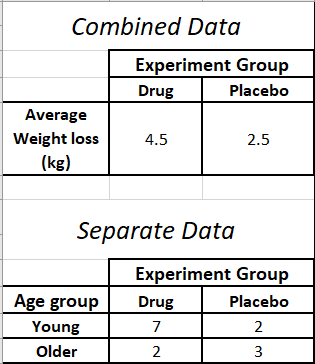 Combined Data
Experiment Group
Drug Placebo
Average
Weight loss
(kg)
4.5 2.5
Separate Data
Experiment Group
Age group Drug Placebo
Young 7 2
Older 2 3